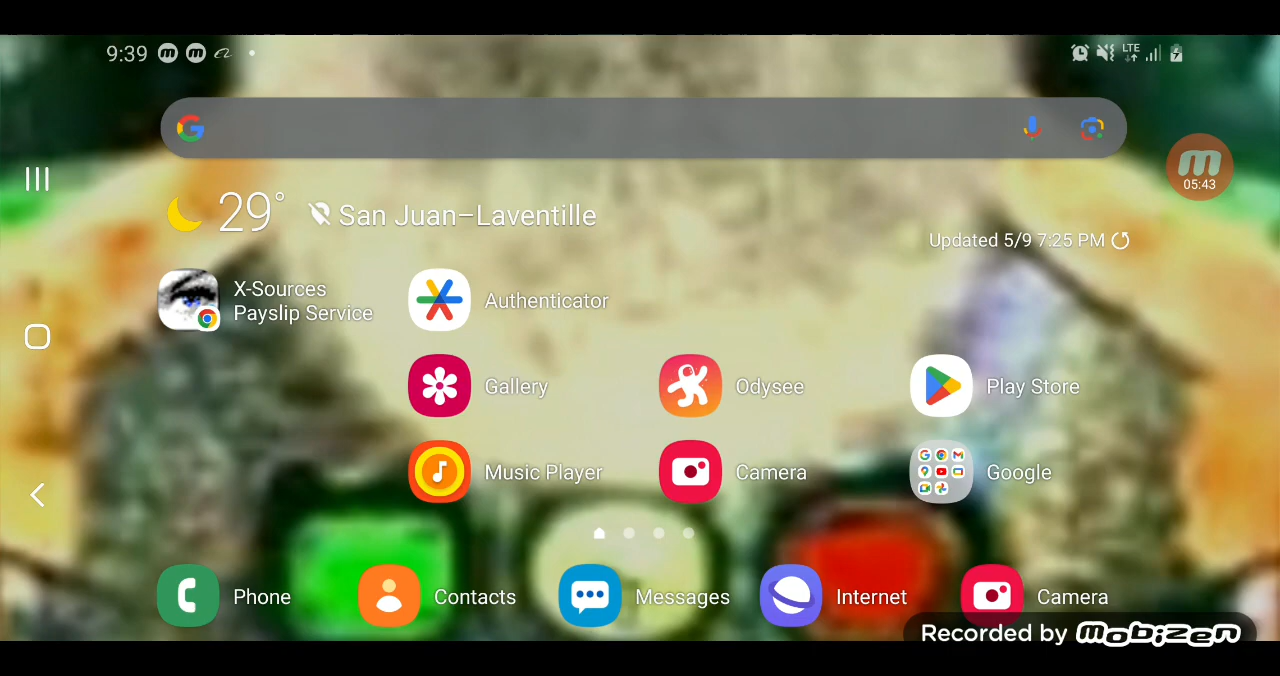 9:39
LTE
05:43
29°
San Juan–Laventille
Updated 5/9 7:25 PM
X-Sources
Payslip Service
Authenticator
Gallery
Odysee
Play Store
Music Player
Camera
Google
Phone
Contacts
Messages
Internet
Camera
Recorded by mobizen